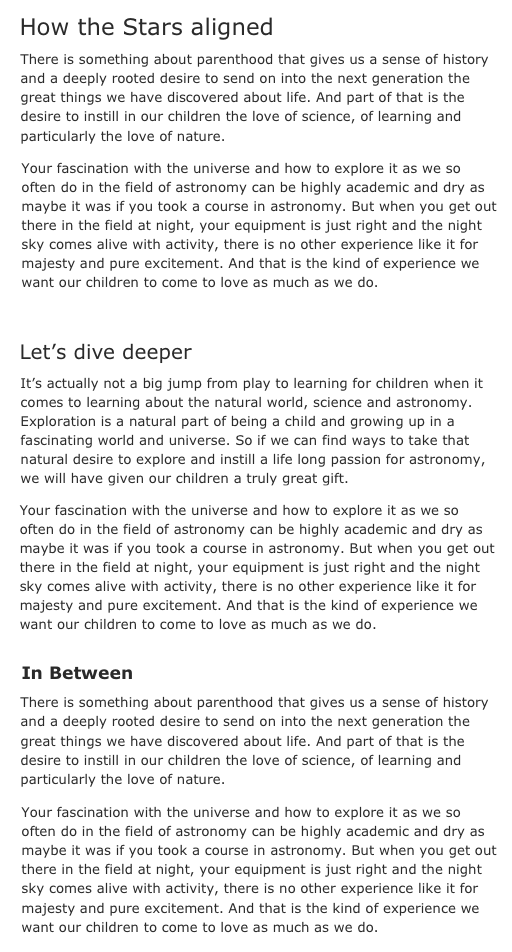 How the Stars aligned
There is something about parenthood that gives us a sense of history
and a deeply rooted desire to send on into the next generation the
great things we have discovered about life. And part of that is the
desire to instill in our children the love of science, of learning and
particularly the love of nature.
Your fascination with the universe and how to explore it as we so
often do in the field of astronomy can be highly academic and dry as
maybe it was if you took a course in astronomy. But when you get out
there in the field at night, your equipment is just right and the night
sky comes alive with activity, there is no other experience like it for
majesty and pure excitement. And that is the kind of experience we
want our children to come to love as much as we do.
Let’s dive deeper
It’s actually not a big jump from play to learning for children when it
comes to learning about the natural world, science and astronomy.
Exploration is a natural part of being a child and growing up in a
fascinating world and universe. So if we can find ways to take that
natural desire to explore and instill a life long passion for astronomy,
we will have given our children a truly great gift.
Your fascination with the universe and how to explore it as we so
often do in the field of astronomy can be highly academic and dry as
maybe it was if you took a course in astronomy. But when you get out
there in the field at night, your equipment is just right and the night
sky comes alive with activity, there is no other experience like it for
majesty and pure excitement. And that is the kind of experience we
want our children to come to love as much as we do.
In Between
There is something about parenthood that gives us a sense of history
and a deeply rooted desire to send on into the next generation the
great things we have discovered about life. And part of that is the
desire to instill in our children the love of science, of learning and
particularly the love of nature.
Your fascination with the universe and how to explore it as we so
often do in the field of astronomy can be highly academic and dry as
maybe it was if you took a course in astronomy. But when you get out
there in the field at night, your equipment is just right and the night
sky comes alive with activity, there is no other experience like it for
majesty and pure excitement. And that is the kind of experience we
want our children to come to love as much as we do.